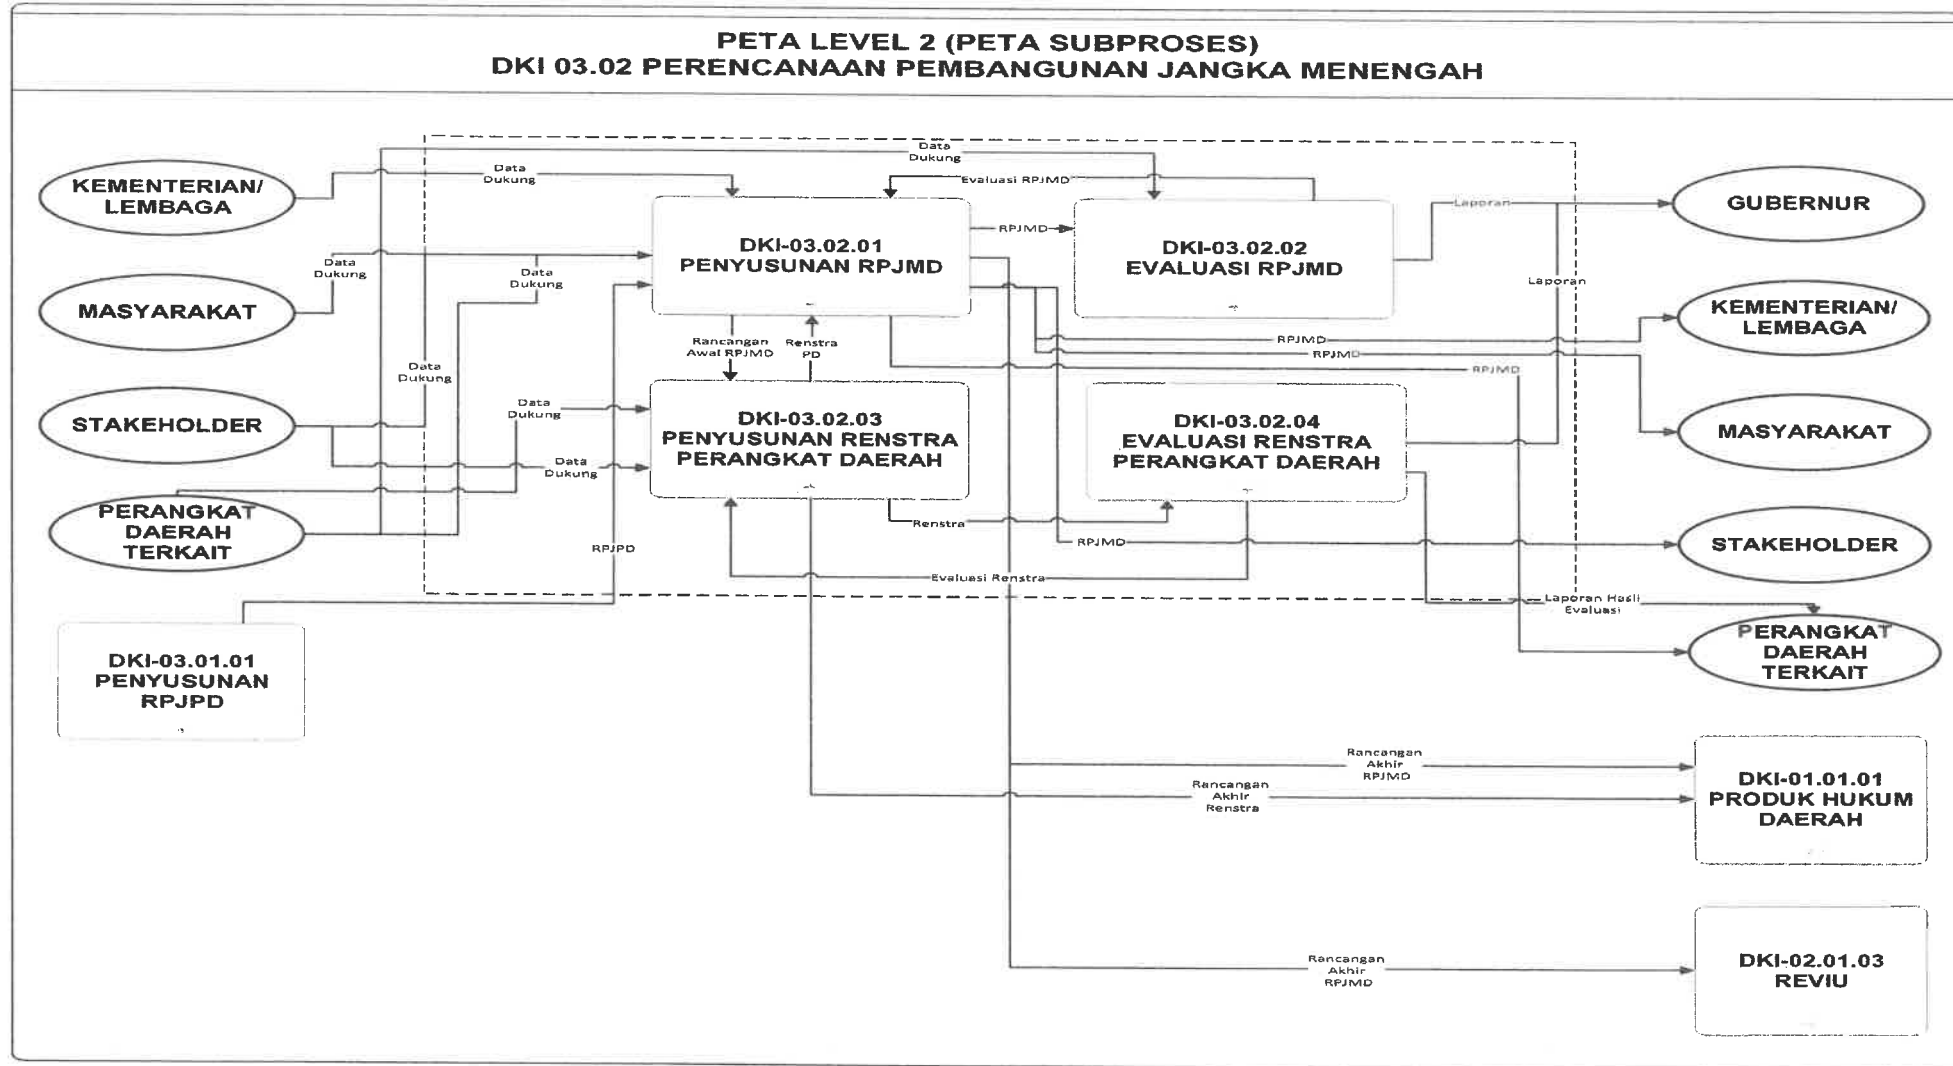 PETA LEVEL 2 (PETA SUBPROSES)
DKI 03.02 PERENCANAAN PEMBANGUNAN JANGKA MENENGAH
KEMENTERIAN/
LEMBAGA
MASYARAKAT
STAKEHOLDER
PERANGKAT
DAERAH
TERKAIT
DKI-03.01.01
PENYUSUNAN
RPJPD
Data
Dukung
Data
Dukung
Data
Dukung
Data
Dukung
Data
Dukung
Data
Dukung
Data
Dukung
RPJPD
Evaluasi RPJMD
DKI-03.02.01
PENYUSUNAN RPJMD
RPJMD
DKI-03.02.02
EVALUASI RPJMD
Rancangan
Awal RPJMD
Renstra
PD
DKI-03.02.03
PENYUSUNAN RENSTRA
PERANGKAT DAERAH
DKI-03.02.04
EVALUASI RENSTRA
PERANGKAT DAERAH
Renstra
Evaluasi Renstra
Laporan
Laporan
RPJMD
RPJMD
RPJMD
RPJMD
Laporan Hasil
Evaluasi
GUBERNUR
KEMENTERIAN/
LEMBAGA
MASYARAKAT
STAKEHOLDER
PERANGKAT
DAERAH
TERKAIT
Rancangan
Akhir
RPJMD
Rancangan
Akhir
Renstra
DKI-01.01.01
PRODUK HUKUM
DAERAH
Rancangan
Akhir
RPJMD
DKI-02.01.03
REVIU